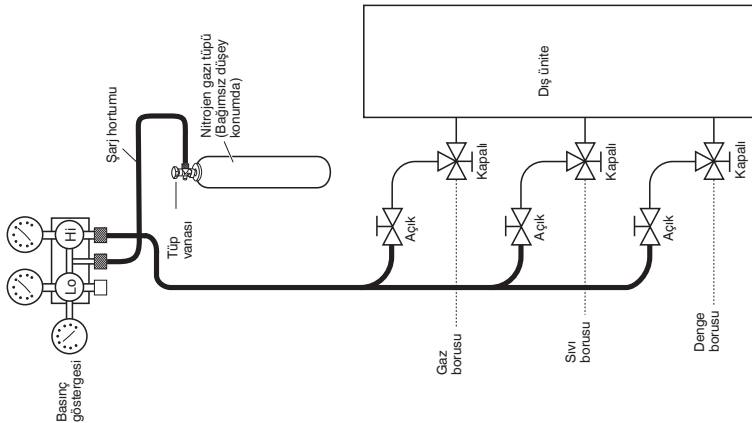 Basınç
göstergesi
Lo
Hi
Şarj hortumu
Tüp
vanası
Nitrojen gazı tüpü
(Bağımsız düşey
konumda)
Dış ünite
Açık
Kapalı
Gaz
borusu
Açık
Kapalı
Sıvı
borusu
Açık
Kapalı
Denge
borusu